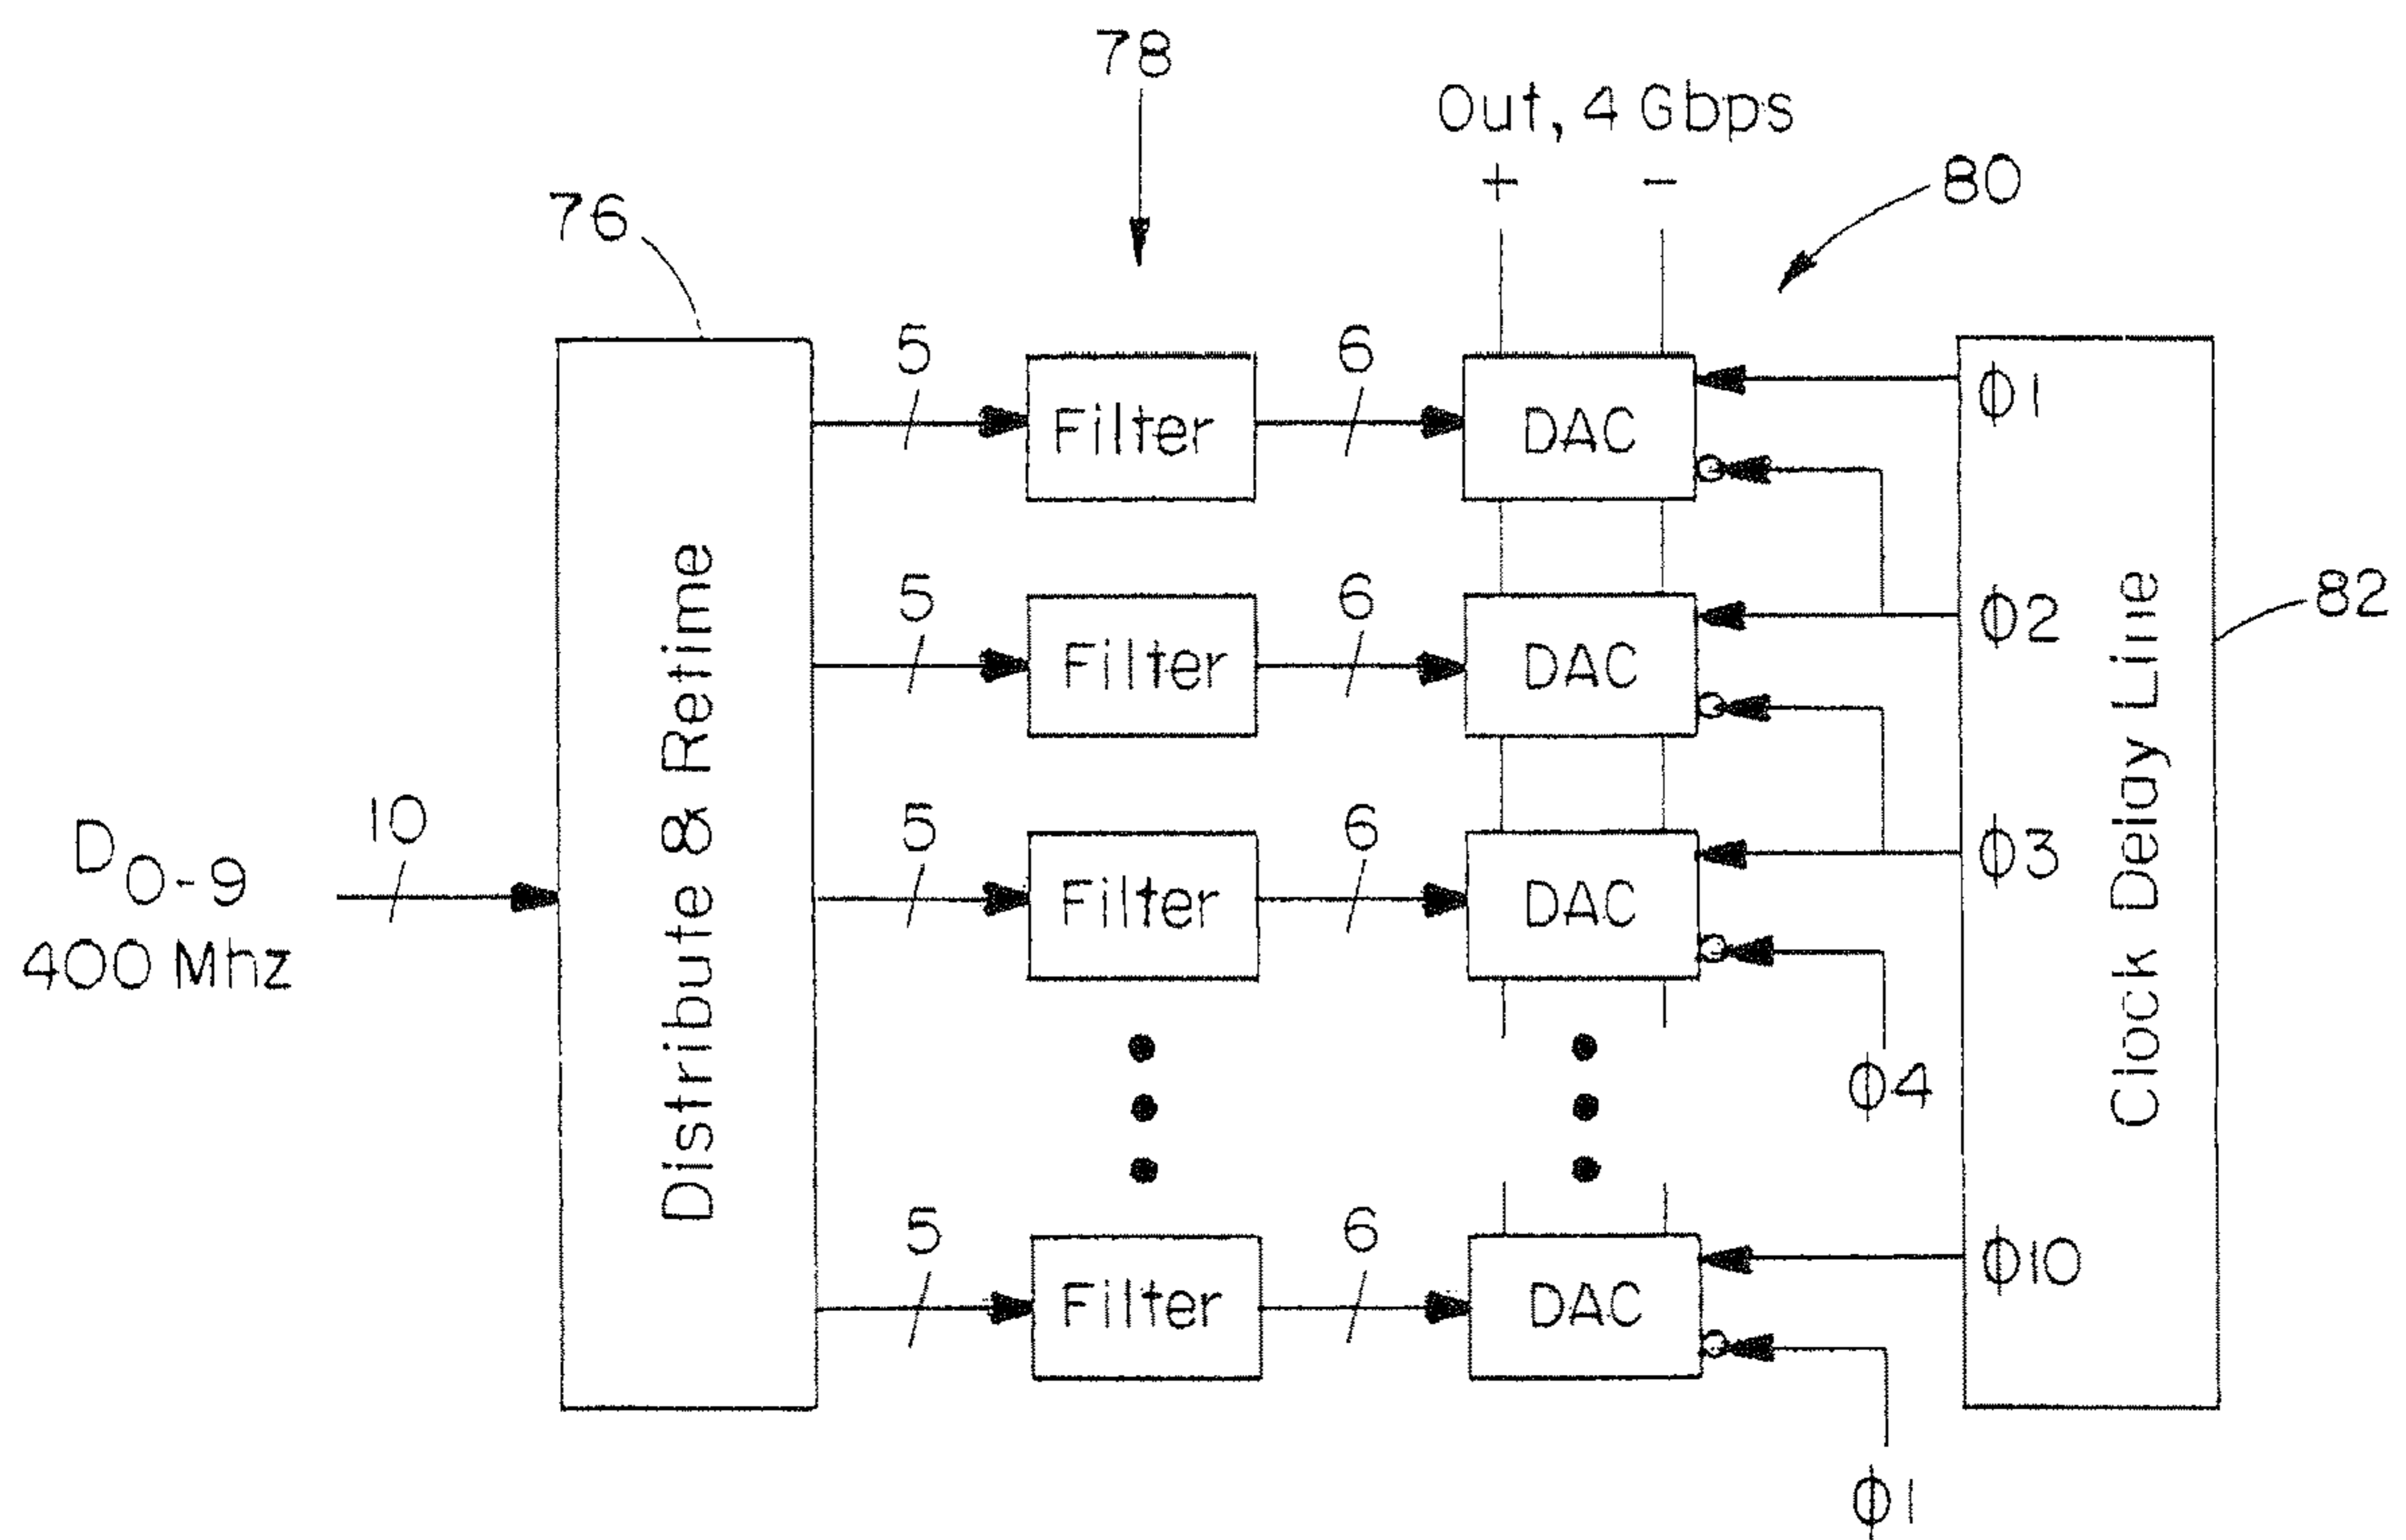 78
Out, 4 Gbps
+ -
80
76
5
6
Filter
DAC
ϕ1
5
6
Filter
DAC
ϕ2
82
Distribute & Retime
Clock Delay Line
5
6
Filter
DAC
ϕ3
10
D0-9
400 Mhz
ϕ4
5
6
Filter
DAC
ϕ10
ϕ1